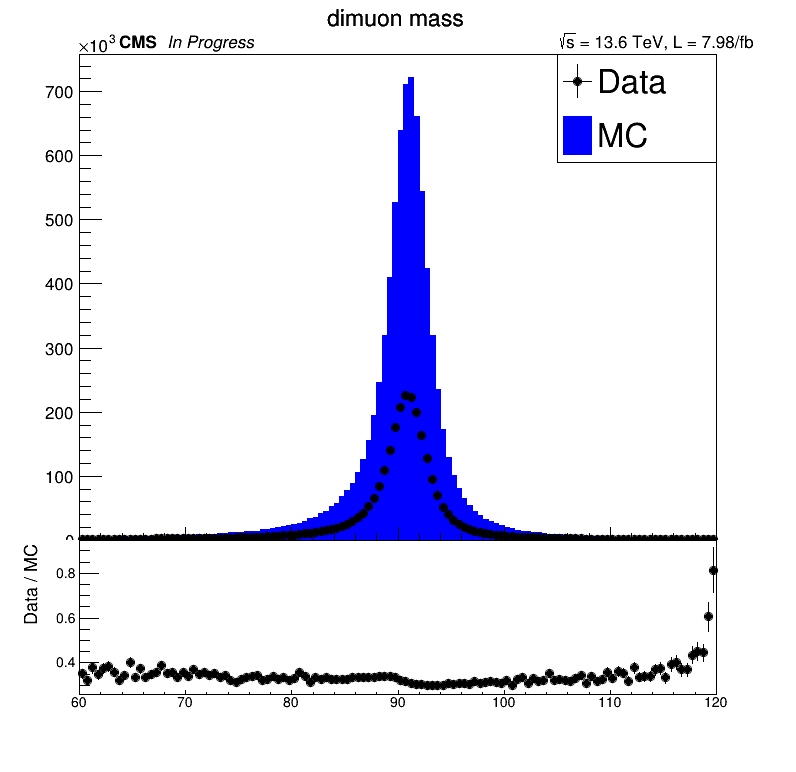 dimuon mass
×10³ CMS In Progress
√s = 13.6 TeV, L = 7.98/fb
Data
MC
700
600
500
400
300
200
100
0
Data / MC
0.8
0.6
0.4
60 70 80 90 100 110 120